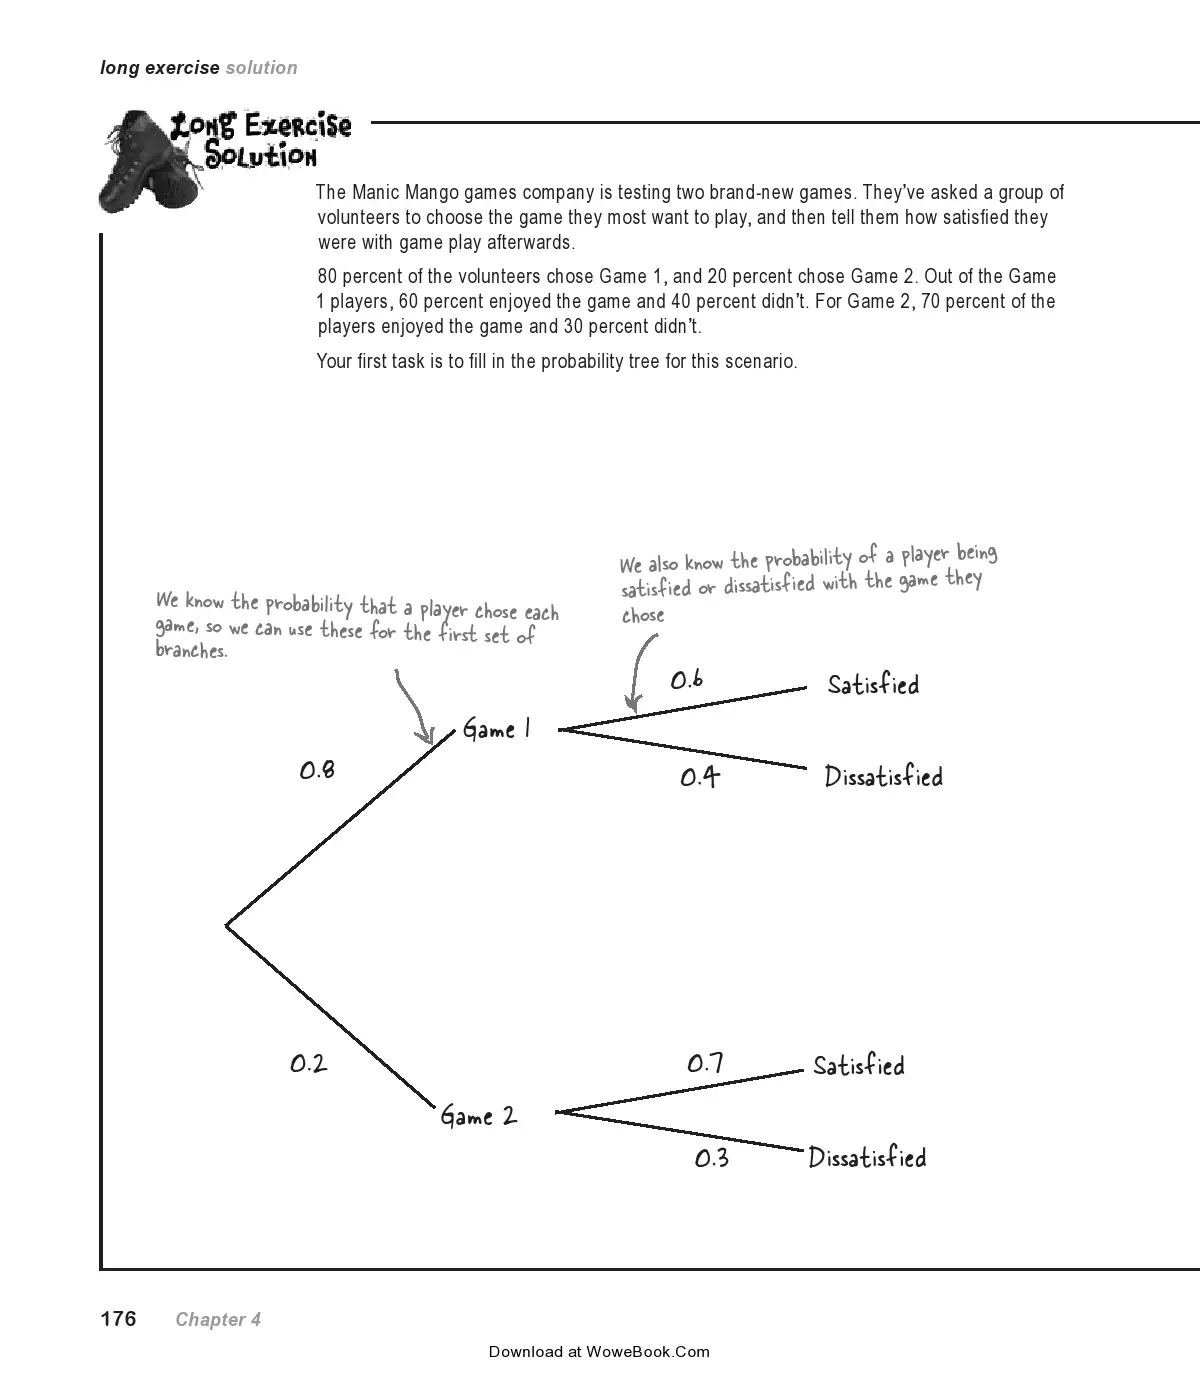 long exercise solution
Long Exercise
Solution
The Manic Mango games company is testing two brand-new games. They’ve asked a group of
volunteers to choose the game they most want to play, and then tell them how satisfied they
were with game play afterwards.
80 percent of the volunteers chose Game 1, and 20 percent chose Game 2. Out of the Game
1 players, 60 percent enjoyed the game and 40 percent didn’t. For Game 2, 70 percent of the
players enjoyed the game and 30 percent didn’t.
Your first task is to fill in the probability tree for this scenario.
We know the probability that a player chose each
game, so we can use these for the first set of
branches.
We also know the probability of a player being
satisfied or dissatisfied with the game they
chose
0.6
Satisfied
Game 1
0.8
0.4
Dissatisfied
0.2
0.7
Satisfied
Game 2
0.3
Dissatisfied
176 Chapter 4
Download at WoweBook.Com